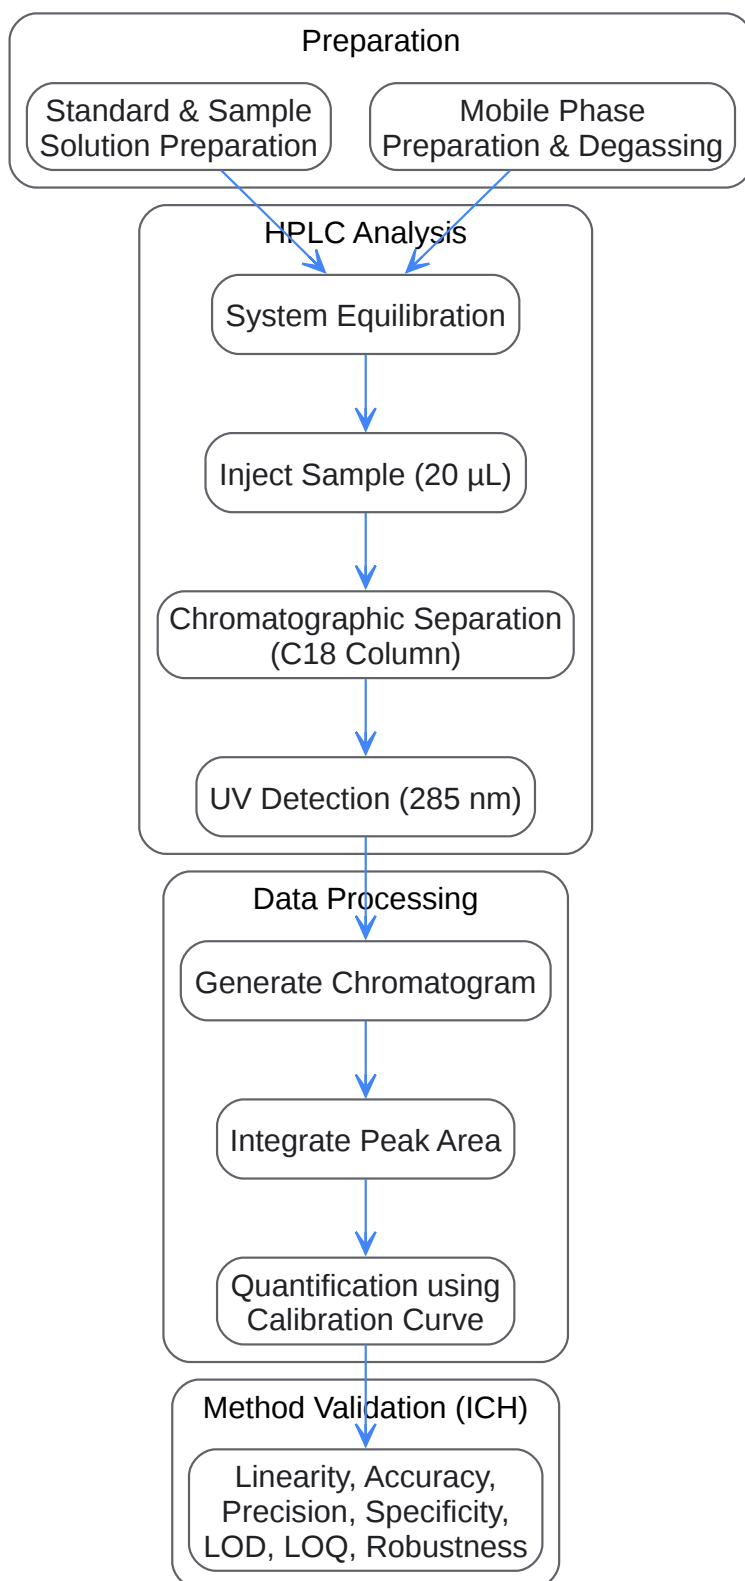 Preparation
Standard & Sample
Solution Preparation
Mobile Phase
Preparation & Degassing
HPLC Analysis
System Equilibration
Inject Sample (20 µL)
Chromatographic Separation
(C18 Column)
UV Detection (285 nm)
Data Processing
Generate Chromatogram
Integrate Peak Area
Quantification using
Calibration Curve
Method Validation (ICH)
Linearity, Accuracy,
Precision, Specificity,
LOD, LOQ, Robustness